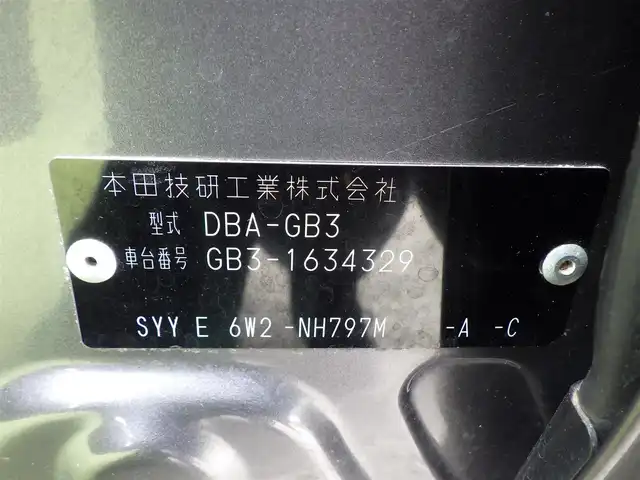 本田技研工業株式会社
型式 DBA-GB3
車台番号 GB3-1634329
SYY E 6W2 -NH797M -A -C